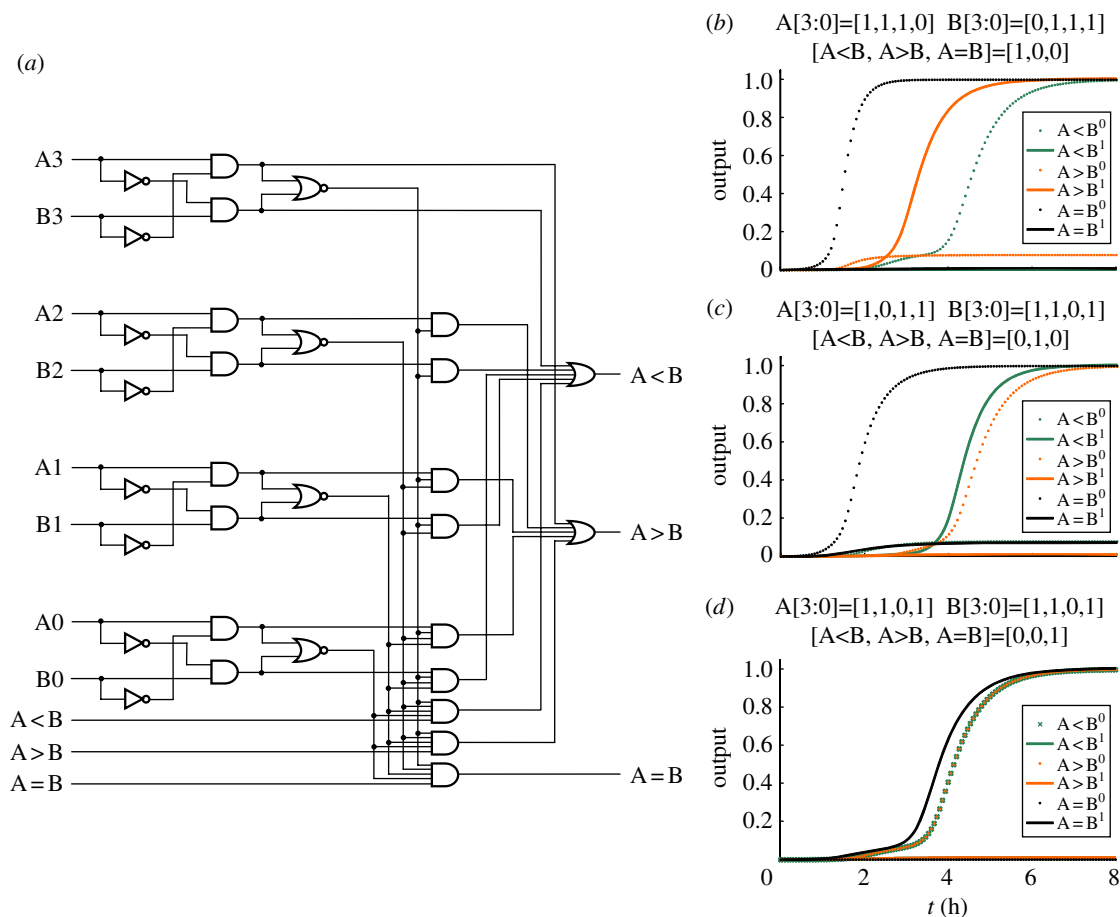 (a)
A3
B3
A2
B2
A1
B1
A0
B0
A<B
A>B
A=B
A<B
A>B
A=B
(b) A[3:0]=[1,1,1,0] B[3:0]=[0,1,1,1]
[A<B, A>B, A=B]=[1,0,0]
1.0
0.8
0.6
0.4
0.2
0
output
A<B⁰
A<B¹
A>B⁰
A>B¹
A=B⁰
A=B¹
(c) A[3:0]=[1,0,1,1] B[3:0]=[1,1,0,1]
[A<B, A>B, A=B]=[0,1,0]
1.0
0.8
0.6
0.4
0.2
0
output
A<B⁰
A<B¹
A>B⁰
A>B¹
A=B⁰
A=B¹
(d) A[3:0]=[1,1,0,1] B[3:0]=[1,1,0,1]
[A<B, A>B, A=B]=[0,0,1]
1.0
0.8
0.6
0.4
0.2
output
A<B⁰
A<B¹
A>B⁰
A>B¹
A=B⁰
A=B¹
0 2 4 6 8
t (h)